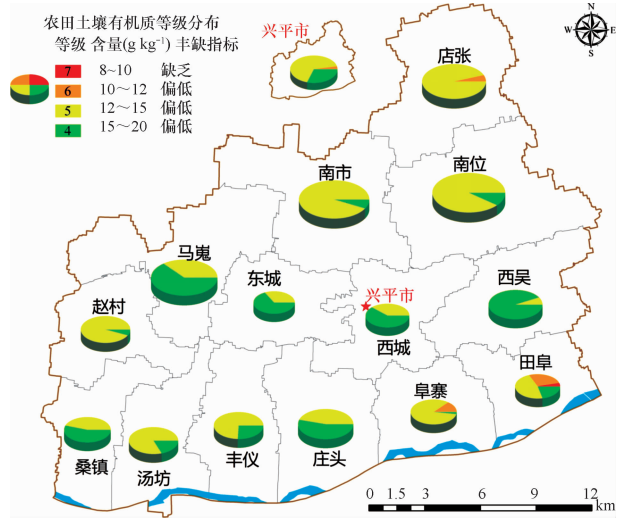 农田土壤有机质等级分布
等级 含量(g kg⁻¹) 丰缺指标
7 8~10 缺乏
6 10~12 偏低
5 12~15 偏低
4 15~20 偏低
兴平市
N
W E
S
店张
南市
南位
马嵬
东城
兴平市
西吴
赵村
西城
田阜
阜寨
桑镇
汤坊
丰仪
庄头
0 1.5 3 6 9 12
km